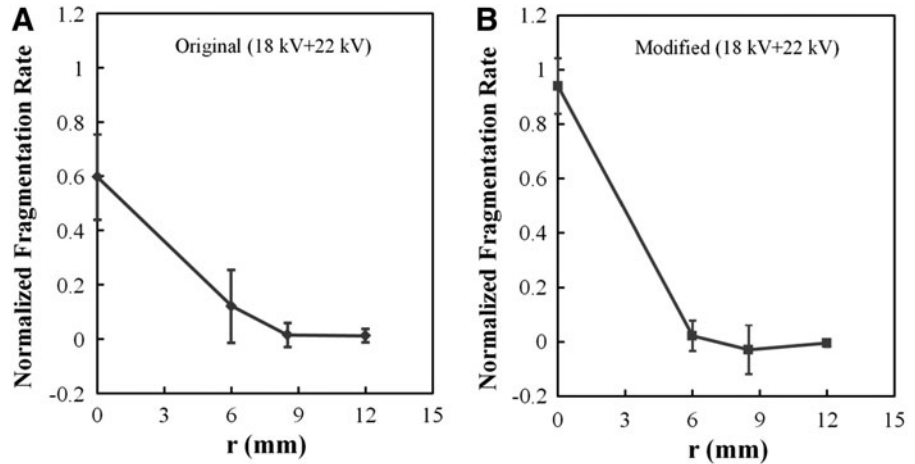 A
Original (18 kV+22 kV)
Normalized Fragmentation Rate
1.2
1
0.8
0.6
0.4
0.2
0
-0.2
0 3 6 9 12 15
r (mm)
B
Modified (18 kV+22 kV)
Normalized Fragmentation Rate
1.2
1
0.8
0.6
0.4
0.2
0
-0.2
0 3 6 9 12 15
r (mm)